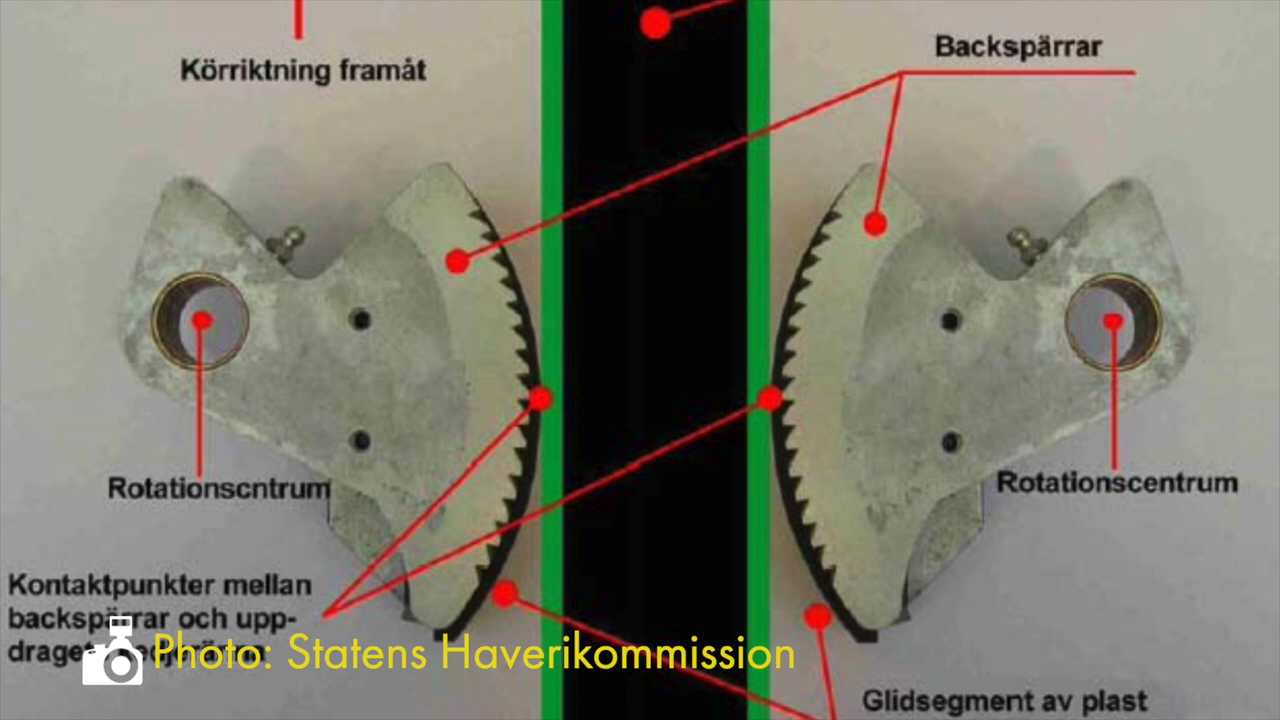 Backspärrar
Körriktning framåt
Rotationscntrum
Rotationscentrum
Kontaktpunkter mellan
backspärrar och upp-
Photo: Statens Haverikommission
Glidsegment av plast